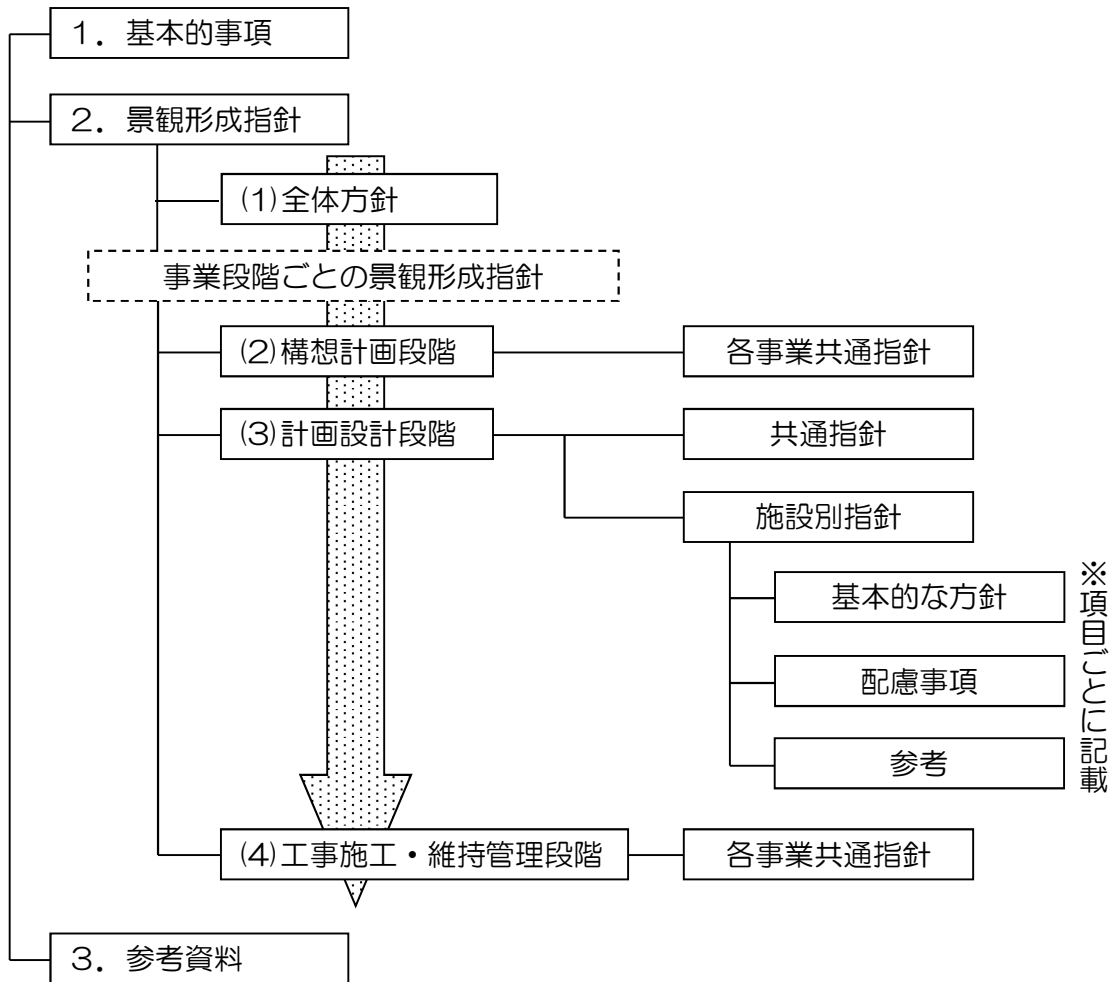 １．基本的事項
２．景観形成指針
(1)全体方針
事業段階ごとの景観形成指針
(2)構想計画段階
各事業共通指針
(3)計画設計段階
共通指針
施設別指針
基本的な方針
配慮事項
参考
※項目ごとに記載
(4)工事施工・維持管理段階
各事業共通指針
３．参考資料